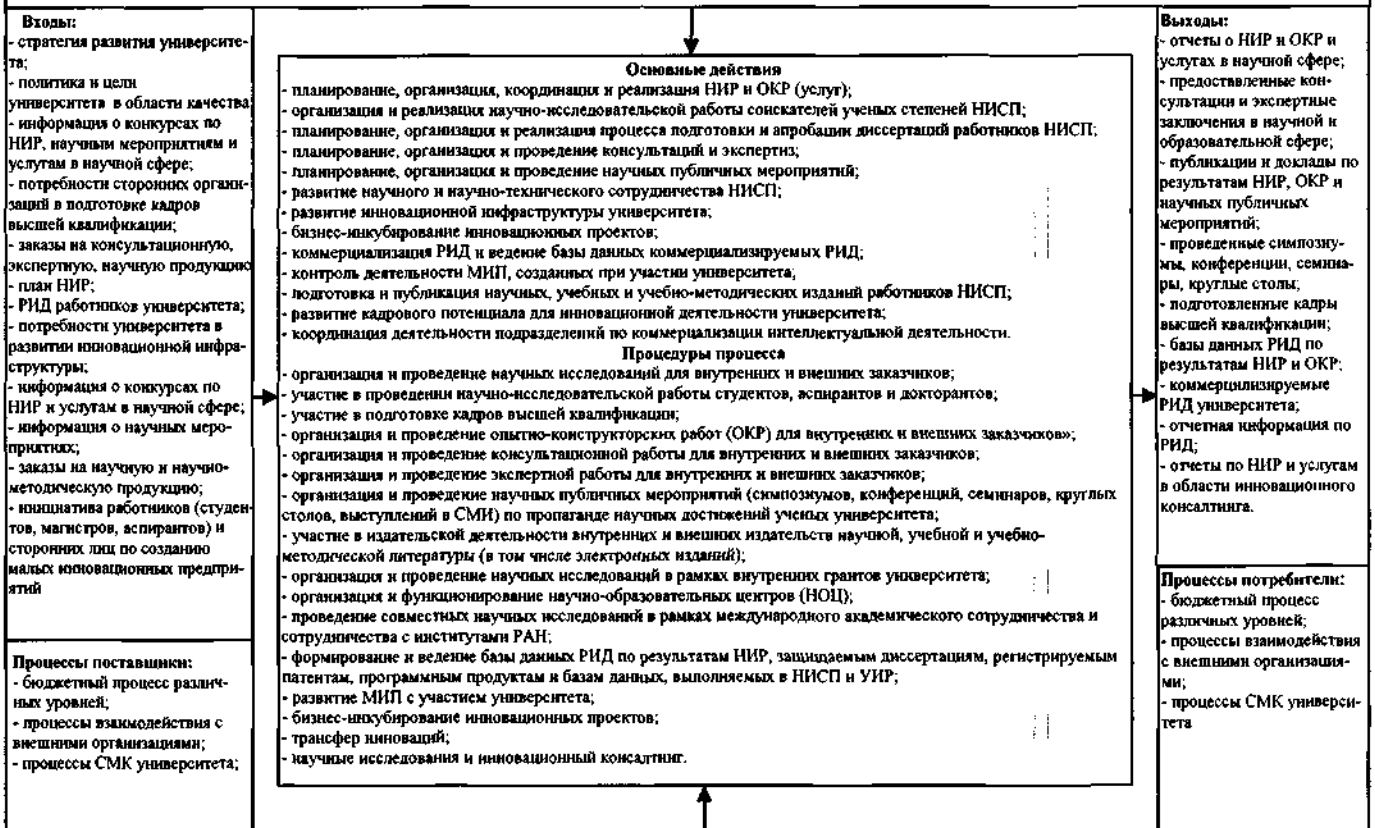 Входы:
- стратегия развития университе-
та;
- политика и цели
университета в области качества
- информация о конкурсах по
НИР, научным мероприятиям и
услугам в научной сфере;
- потребности сторонних органи-
заций в подготовке кадров
высшей квалификации;
- заказы на консультационную,
экспертную, научную продукцию
- план НИР;
- РИД работников университета;
- потребности университета в
развитии инновационной инфра-
структуры;
- информация о конкурсах по
НИР и услугам в научной сфере;
- информация о научных меро-
приятиях;
- заказы на научную и научно-
методическую продукцию;
- инициатива работников (студен-
тов, магистров, аспирантов) и
сторонних лиц по созданию
малых инновационных предпри-
ятий
Процессы поставщики:
- бюджетный процесс различ-
ных уровней;
- процессы взаимодействия с
внешними организациями;
- процессы СМК университета;
Основные действия
- планирование, организация, координация и реализация НИР и ОКР (услуг);
- организация и реализация научно-исследовательской работы соискателей ученых степеней НИСП;
- планирование, организация и реализация процесса подготовки и апробации диссертаций работников НИСП;
- планирование, организация и проведение консультаций и экспертиз;
- планирование, организация и проведение научных публичных мероприятий;
- развитие научного и научно-технического сотрудничества НИСП;
- развитие инновационной инфраструктуры университета;
- бизнес-инкубирование инновационных проектов;
- коммерциализация РИД и ведение базы данных коммерциализируемых РИД;
- контроль деятельности МИП, созданных при участии университета;
- подготовка и публикация научных, учебных и учебно-методических изданий работников НИСП;
- развитие кадрового потенциала для инновационной деятельности университета;
- координация деятельности подразделений по коммерциализации интеллектуальной деятельности.
Процедуры процесса
- организация и проведение научных исследований для внутренних и внешних заказчиков;
- участие в проведении научно-исследовательской работы студентов, аспирантов и докторантов;
- участие в подготовке кадров высшей квалификации;
- организация и проведение опытно-конструкторских работ (ОКР) для внутренних и внешних заказчиков»;
- организация и проведение консультационной работы для внутренних и внешних заказчиков;
- организация и проведение экспертной работы для внутренних и внешних заказчиков;
- организация и проведение научных публичных мероприятий (симпозиумов, конференций, семинаров, круглых
столов, выступлений в СМИ) по пропаганде научных достижений ученых университета;
- участие в издательской деятельности внутренних и внешних издательств научной, учебной и учебно-
методической литературы (в том числе электронных изданий);
- организация и проведение научных исследований в рамках внутренних грантов университета;
- организация и функционирование научно-образовательных центров (НОЦ);
- проведение совместных научных исследований в рамках международного академического сотрудничества и
сотрудничества с институтами РАН;
- формирование и ведение базы данных РИД по результатам НИР, защищаемым диссертациям, регистрируемым
патентам, программным продуктам и базам данных, выполняемых в НИСП и УИР;
- развитие МИП с участием университета;
- бизнес-инкубирование инновационных проектов;
- трансфер инноваций;
- научные исследования и инновационный консалтинг.
Выходы:
- отчеты о НИР и ОКР и
услугах в научной сфере;
- предоставленные кон-
сультации и экспертные
заключения в научной и
образовательной сфере;
- публикации и доклады по
результатам НИР, ОКР и
научных публичных
мероприятий;
- проведенные симпозиу-
мы, конференции, семина-
ры, круглые столы;
- подготовленные кадры
высшей квалификации;
- базы данных РИД по
результатам НИР и ОКР;
- коммерцилизируемые
РИД университета;
- отчетная информация по
РИД;
- отчеты по НИР и услугам
в области инновационного
консалтинга.
Процессы потребители:
- бюджетный процесс
различных уровней;
- процессы взаимодействия
с внешними организация-
ми;
- процессы СМК универси-
тета